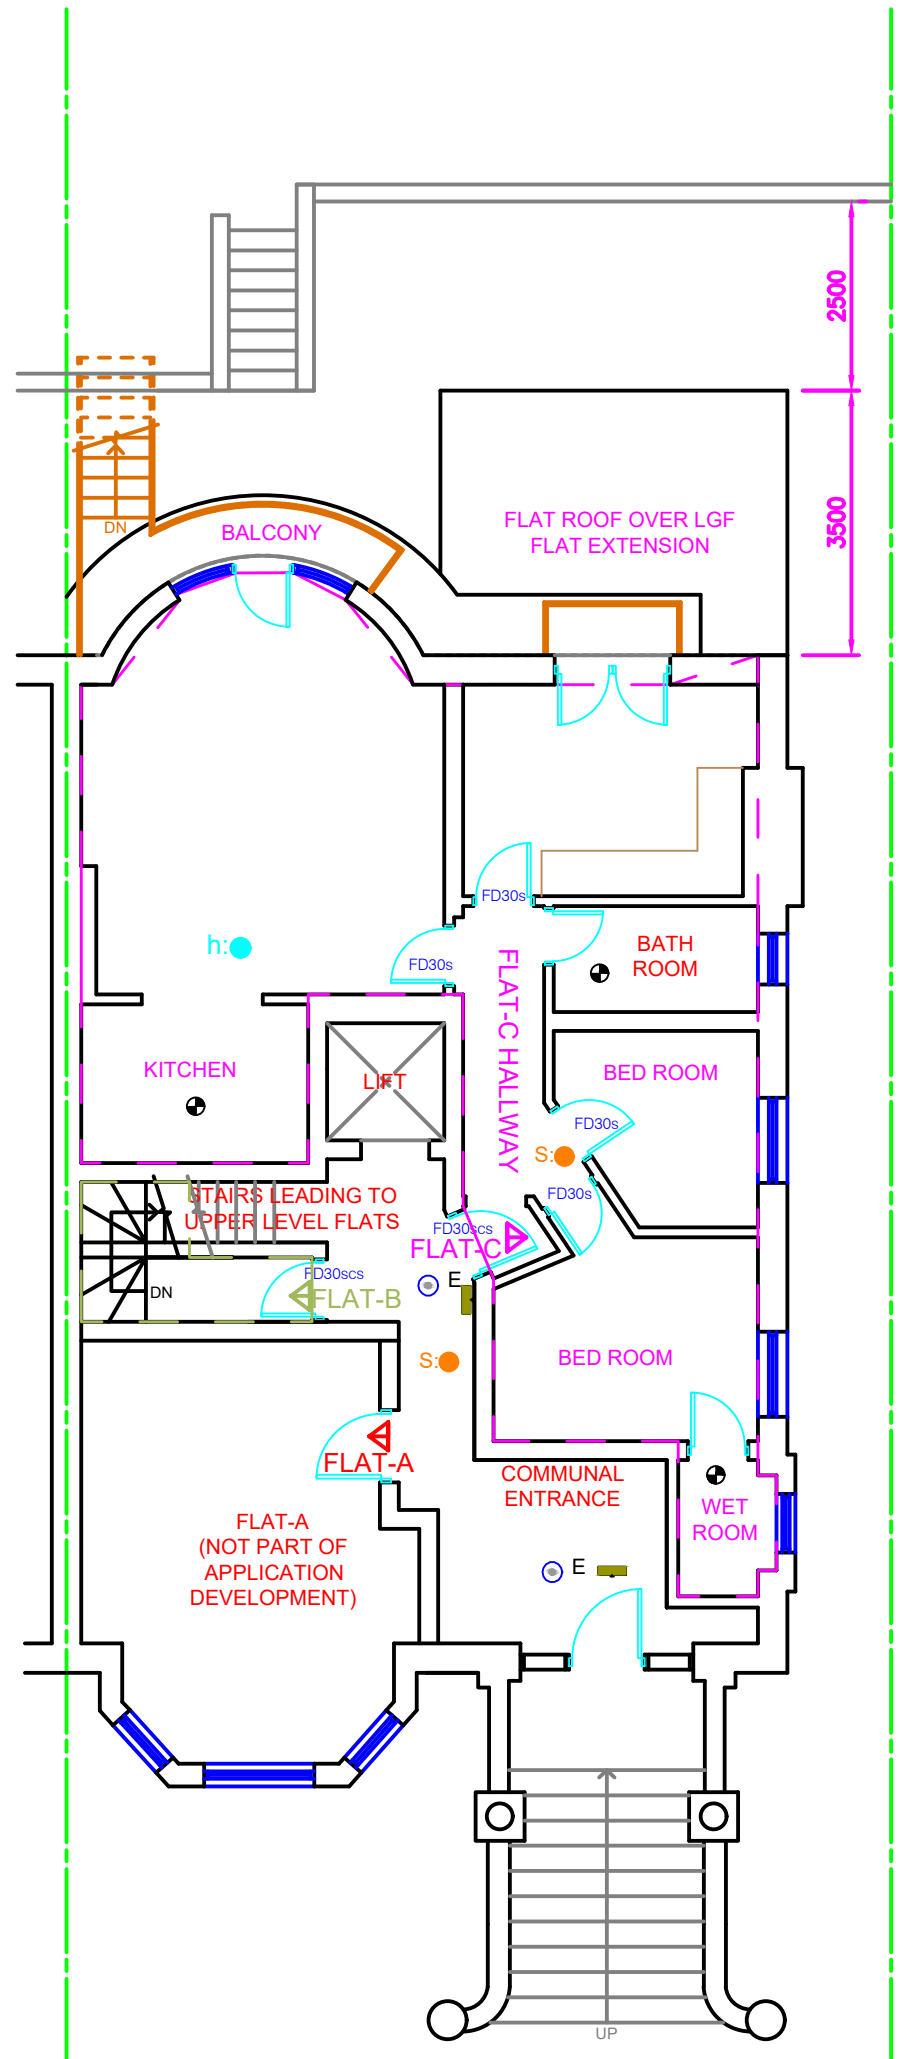 2500
3500
DN
BALCONY
FLAT ROOF OVER LGF
FLAT EXTENSION
FD30s
h:
FD30s
BATH
ROOM
FLAT-C HALLWAY
KITCHEN
LIFT
BED ROOM
FD30s
S:
FD30s
STAIRS LEADING TO
UPPER LEVEL FLATS
FD30scs
FLAT-C
FD30scs
E
DN
FLAT-B
S:
BED ROOM
FLAT-A
COMMUNAL
ENTRANCE
WET
ROOM
FLAT-A
(NOT PART OF
APPLICATION
DEVELOPMENT)
E
UP